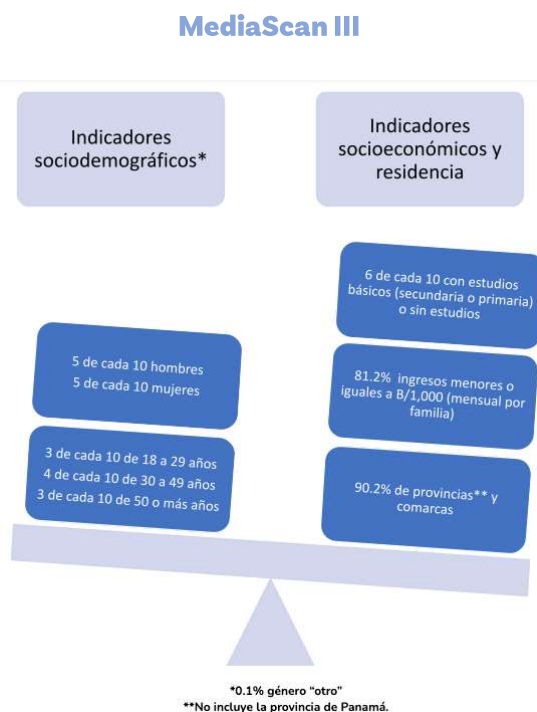 MediaScan III
Indicadores
sociodemográficos*
Indicadores
socioeconómicos y
residencia
5 de cada 10 hombres
5 de cada 10 mujeres
3 de cada 10 de 18 a 29 años
4 de cada 10 de 30 a 49 años
3 de cada 10 de 50 o más años
6 de cada 10 con estudios
básicos (secundaria o primaria)
o sin estudios
81.2% ingresos menores o
iguales a B/1,000 (mensual por
familia)
90.2% de provincias** y
comarcas
*0.1% género “otro”
**No incluye la provincia de Panamá.